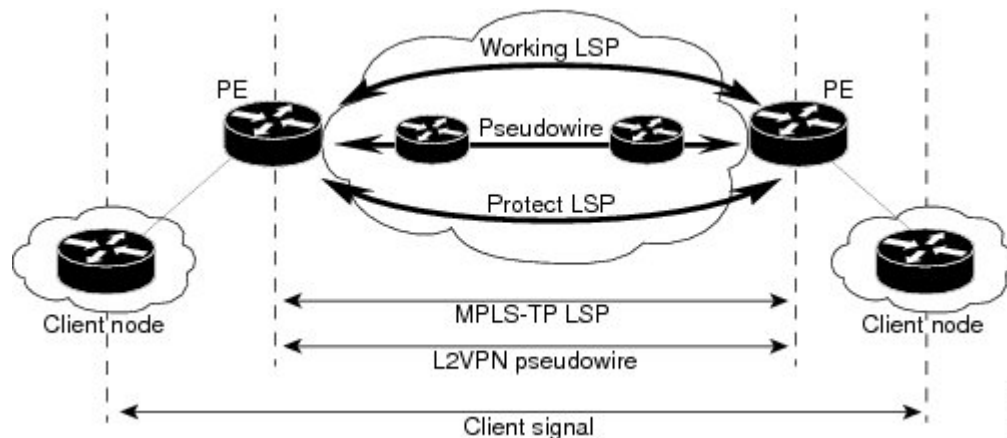 Working LSP
PE
PE
Pseudowire
Protect LSP
Client node
MPLS-TP LSP
Client node
L2VPN pseudowire
Client signal